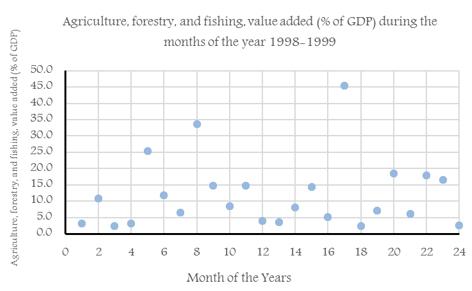 Agriculture, forestry, and fishing, value added (% of GDP) during the
months of the year 1998-1999
Agriculture, forestry, and fishing, value added (% of GDP)
50.0
45.0
40.0
35.0
30.0
25.0
20.0
15.0
10.0
5.0
0.0
0 2 4 6 8 10 12 14 16 18 20 22 24
Month of the Years